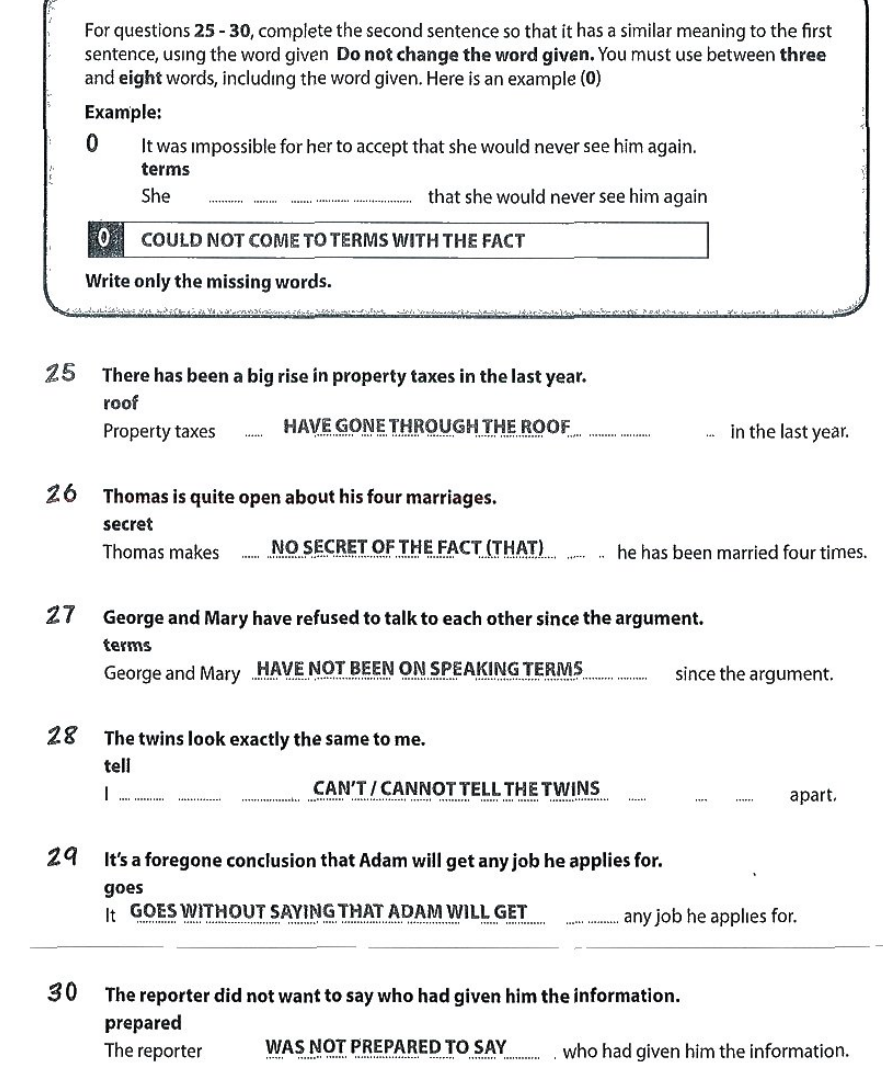 For questions 25 - 30, complete the second sentence so that it has a similar meaning to the first
sentence, using the word given Do not change the word given. You must use between three
and eight words, including the word given. Here is an example (0)
Example:
0 It was impossible for her to accept that she would never see him again.
terms
She .......... ....... ...... .......... ................. that she would never see him again
0 COULD NOT COME TO TERMS WITH THE FACT
Write only the missing words.
25 There has been a big rise in property taxes in the last year.
roof
Property taxes ..... HAVE GONE THROUGH THE ROOF ... ........ ......... .. in the last year.
26 Thomas is quite open about his four marriages.
secret
Thomas makes ..... NO SECRET OF THE FACT (THAT) ... ..... .. he has been married four times.
27 George and Mary have refused to talk to each other since the argument.
terms
George and Mary HAVE NOT BEEN ON SPEAKING TERMS ........ ......... since the argument.
28 The twins look exactly the same to me.
tell
I ... ......... ............ ................ CAN'T / CANNOT TELL THE TWINS ..... .... ..... apart.
29 It's a foregone conclusion that Adam will get any job he applies for.
goes
It GOES WITHOUT SAYING THAT ADAM WILL GET ..... ......... any job he applies for.
30 The reporter did not want to say who had given him the information.
prepared
The reporter WAS NOT PREPARED TO SAY ......... . who had given him the information.